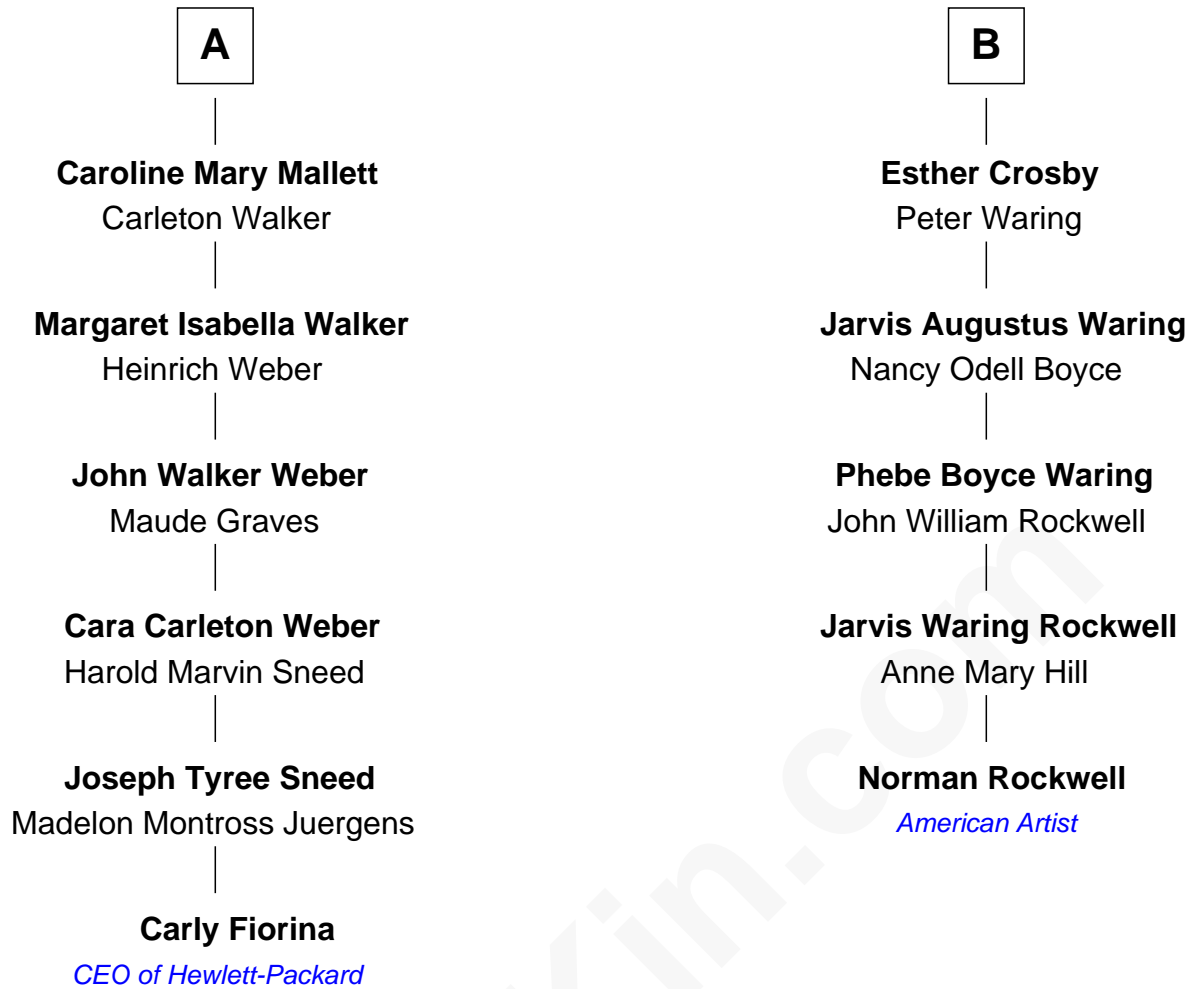 A
Caroline Mary Mallett
Carleton Walker
Margaret Isabella Walker
Heinrich Weber
John Walker Weber
Maude Graves
Cara Carleton Weber
Harold Marvin Sneed
Joseph Tyree Sneed
Madelon Montross Juergens
Carly Fiorina
CEO of Hewlett-Packard
B
Esther Crosby
Peter Waring
Jarvis Augustus Waring
Nancy Odell Boyce
Phebe Boyce Waring
John William Rockwell
Jarvis Waring Rockwell
Anne Mary Hill
Norman Rockwell
American Artist